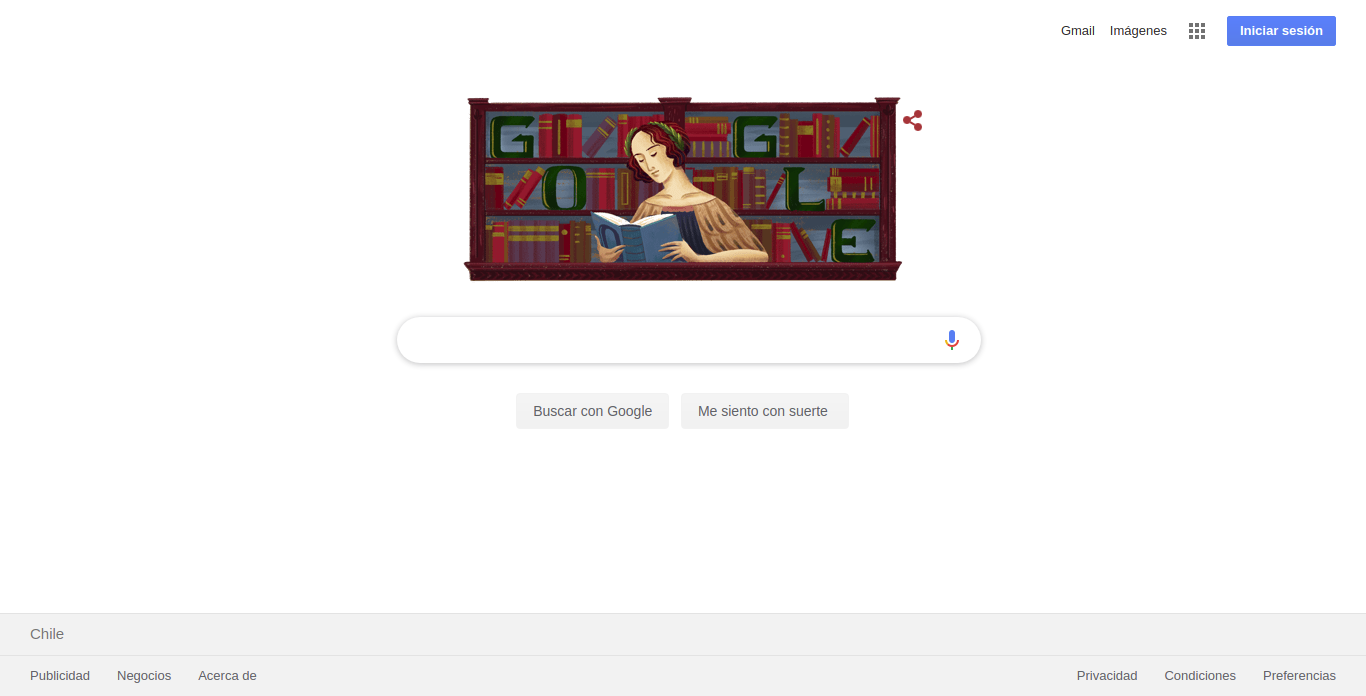 Gmail Imágenes Iniciar sesión
G G
O L
E
Buscar con Google Me siento con suerte
Chile
Publicidad Negocios Acerca de Privacidad Condiciones Preferencias